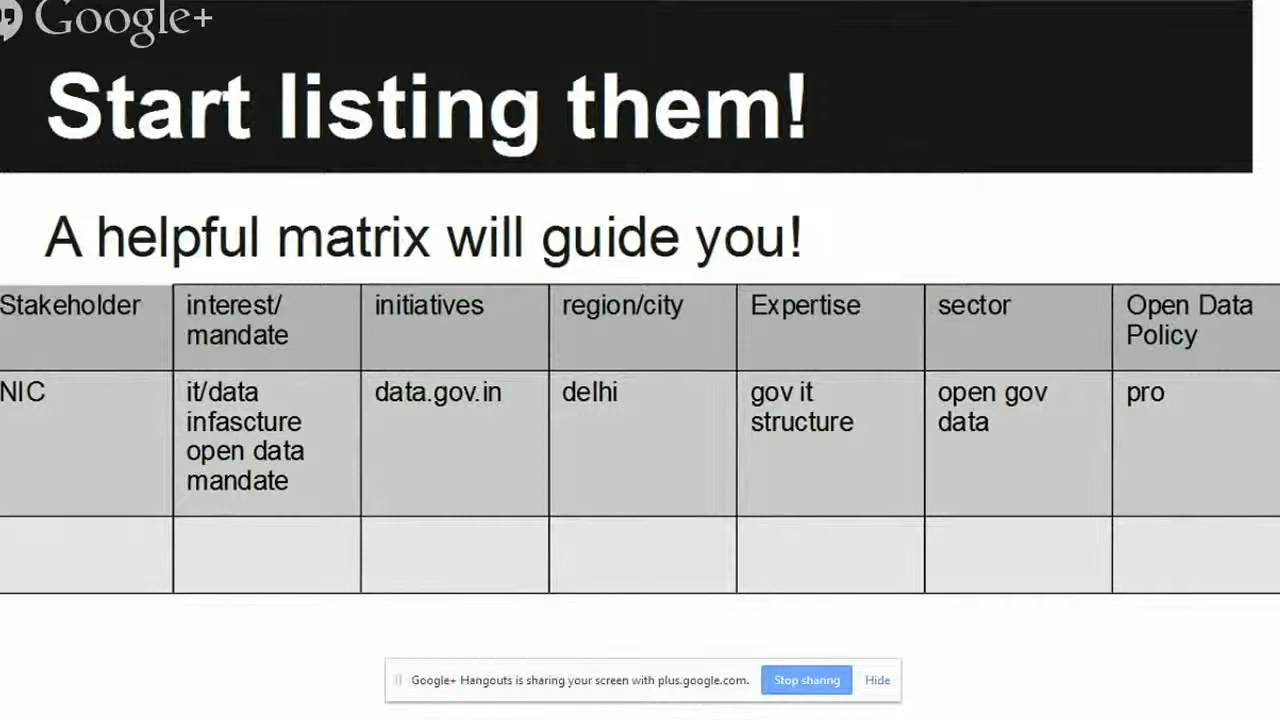 Google+
Start listing them!
A helpful matrix will guide you!
Stakeholder interest/ mandate initiatives region/city Expertise sector Open Data Policy
NIC it/data infascture open data mandate data.gov.in delhi gov it structure open gov data pro
Google+ Hangouts is sharing your screen with plus.google.com. Stop sharing Hide